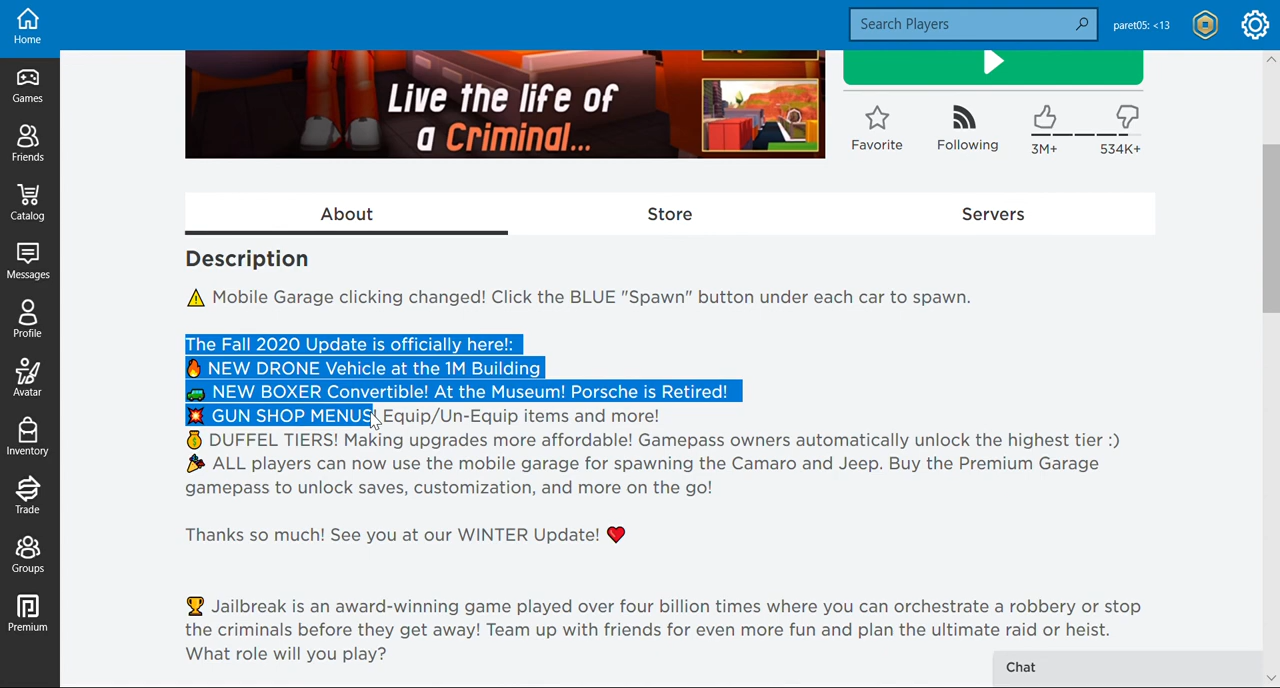 Home
Search Players
paret05: <13
Games
Friends
Catalog
Messages
Profile
Avatar
Inventory
Trade
Groups
Premium
Live the life of
a Criminal...
Favorite
Following
3M+
534K+
About
Store
Servers
Description
⚠️ Mobile Garage clicking changed! Click the BLUE "Spawn" button under each car to spawn.
The Fall 2020 Update is officially here!:
🔥 NEW DRONE Vehicle at the 1M Building
🚙 NEW BOXER Convertible! At the Museum! Porsche is Retired!
💥 GUN SHOP MENUS! Equip/Un-Equip items and more!
💰 DUFFEL TIERS! Making upgrades more affordable! Gamepass owners automatically unlock the highest tier :)
🎉 ALL players can now use the mobile garage for spawning the Camaro and Jeep. Buy the Premium Garage
gamepass to unlock saves, customization, and more on the go!
Thanks so much! See you at our WINTER Update! ❤️
🏆 Jailbreak is an award-winning game played over four billion times where you can orchestrate a robbery or stop
the criminals before they get away! Team up with friends for even more fun and plan the ultimate raid or heist.
What role will you play?
Chat